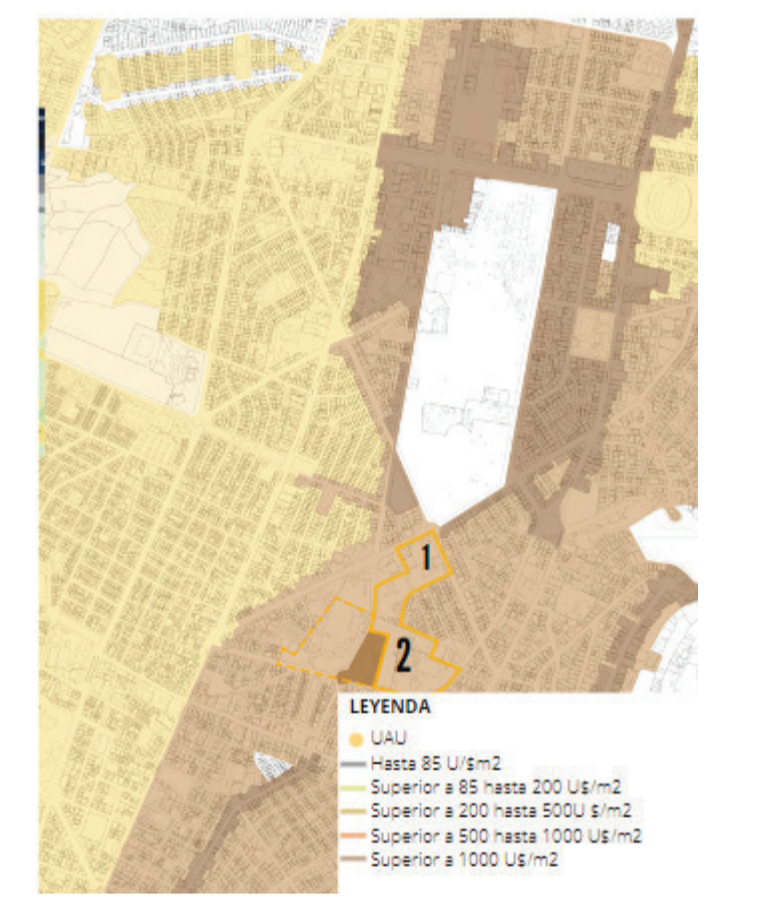 1
2
LEYENDA
UAU
Hasta 85 U/$m2
Superior a 85 hasta 200 U$/m2
Superior a 200 hasta 500U $/m2
Superior a 500 hasta 1000 U$/m2
Superior a 1000 U$/m2